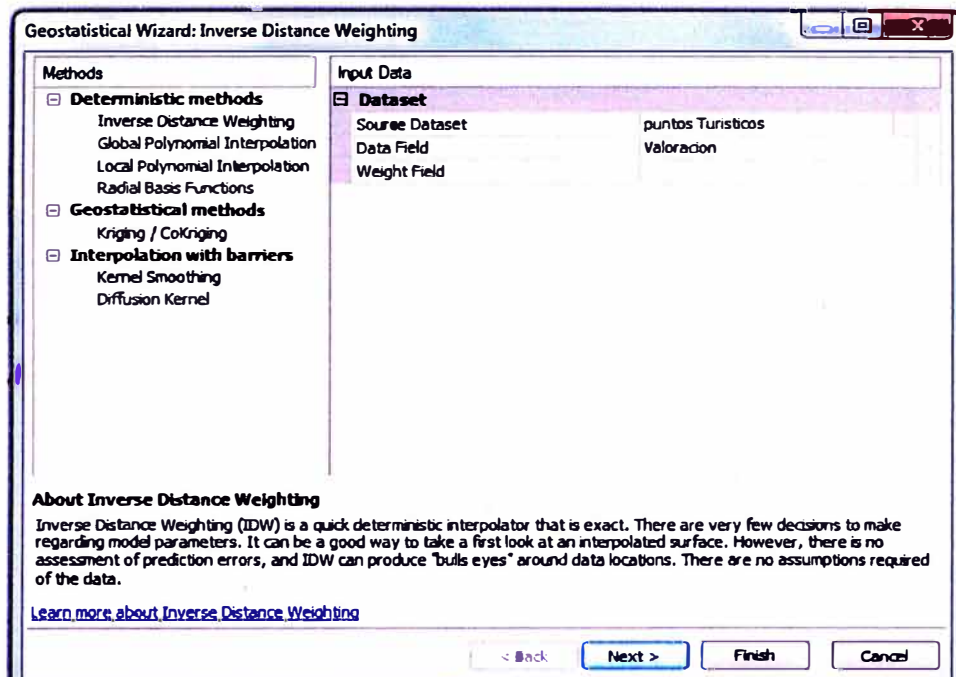 Geostatistical Wizard: Inverse Distance Weighting
Methods
Deterministic methods
Inverse Distance Weighting
Global Polynomial Interpolation
Local Polynomial Interpolation
Radial Basis Functions
Geostatistical methods
Kriging / CoKriging
Interpolation with barriers
Kernel Smoothing
Diffusion Kernel
Input Data
Dataset
Source Dataset puntos Turisticos
Data Field Valoracion
Weight Field
About Inverse Distance Weighting
Inverse Distance Weighting (IDW) is a quick deterministic interpolator that is exact. There are very few decisions to make
regarding model parameters. It can be a good way to take a first look at an interpolated surface. However, there is no
assessment of prediction errors, and IDW can produce "bulls eyes" around data locations. There are no assumptions required
of the data.
Learn more about Inverse Distance Weighting
< Back Next > Finish Cancel